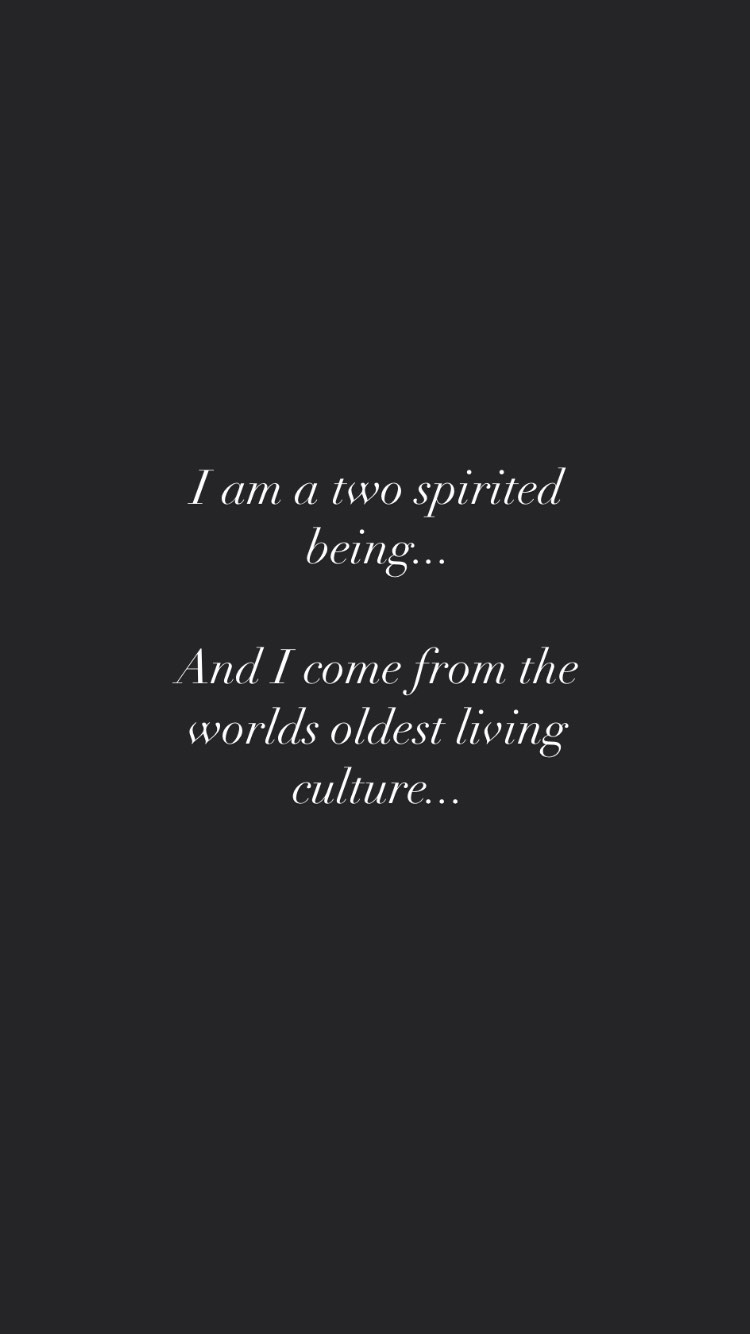 I am a two spirited
being...
And I come from the
worlds oldest living
culture...